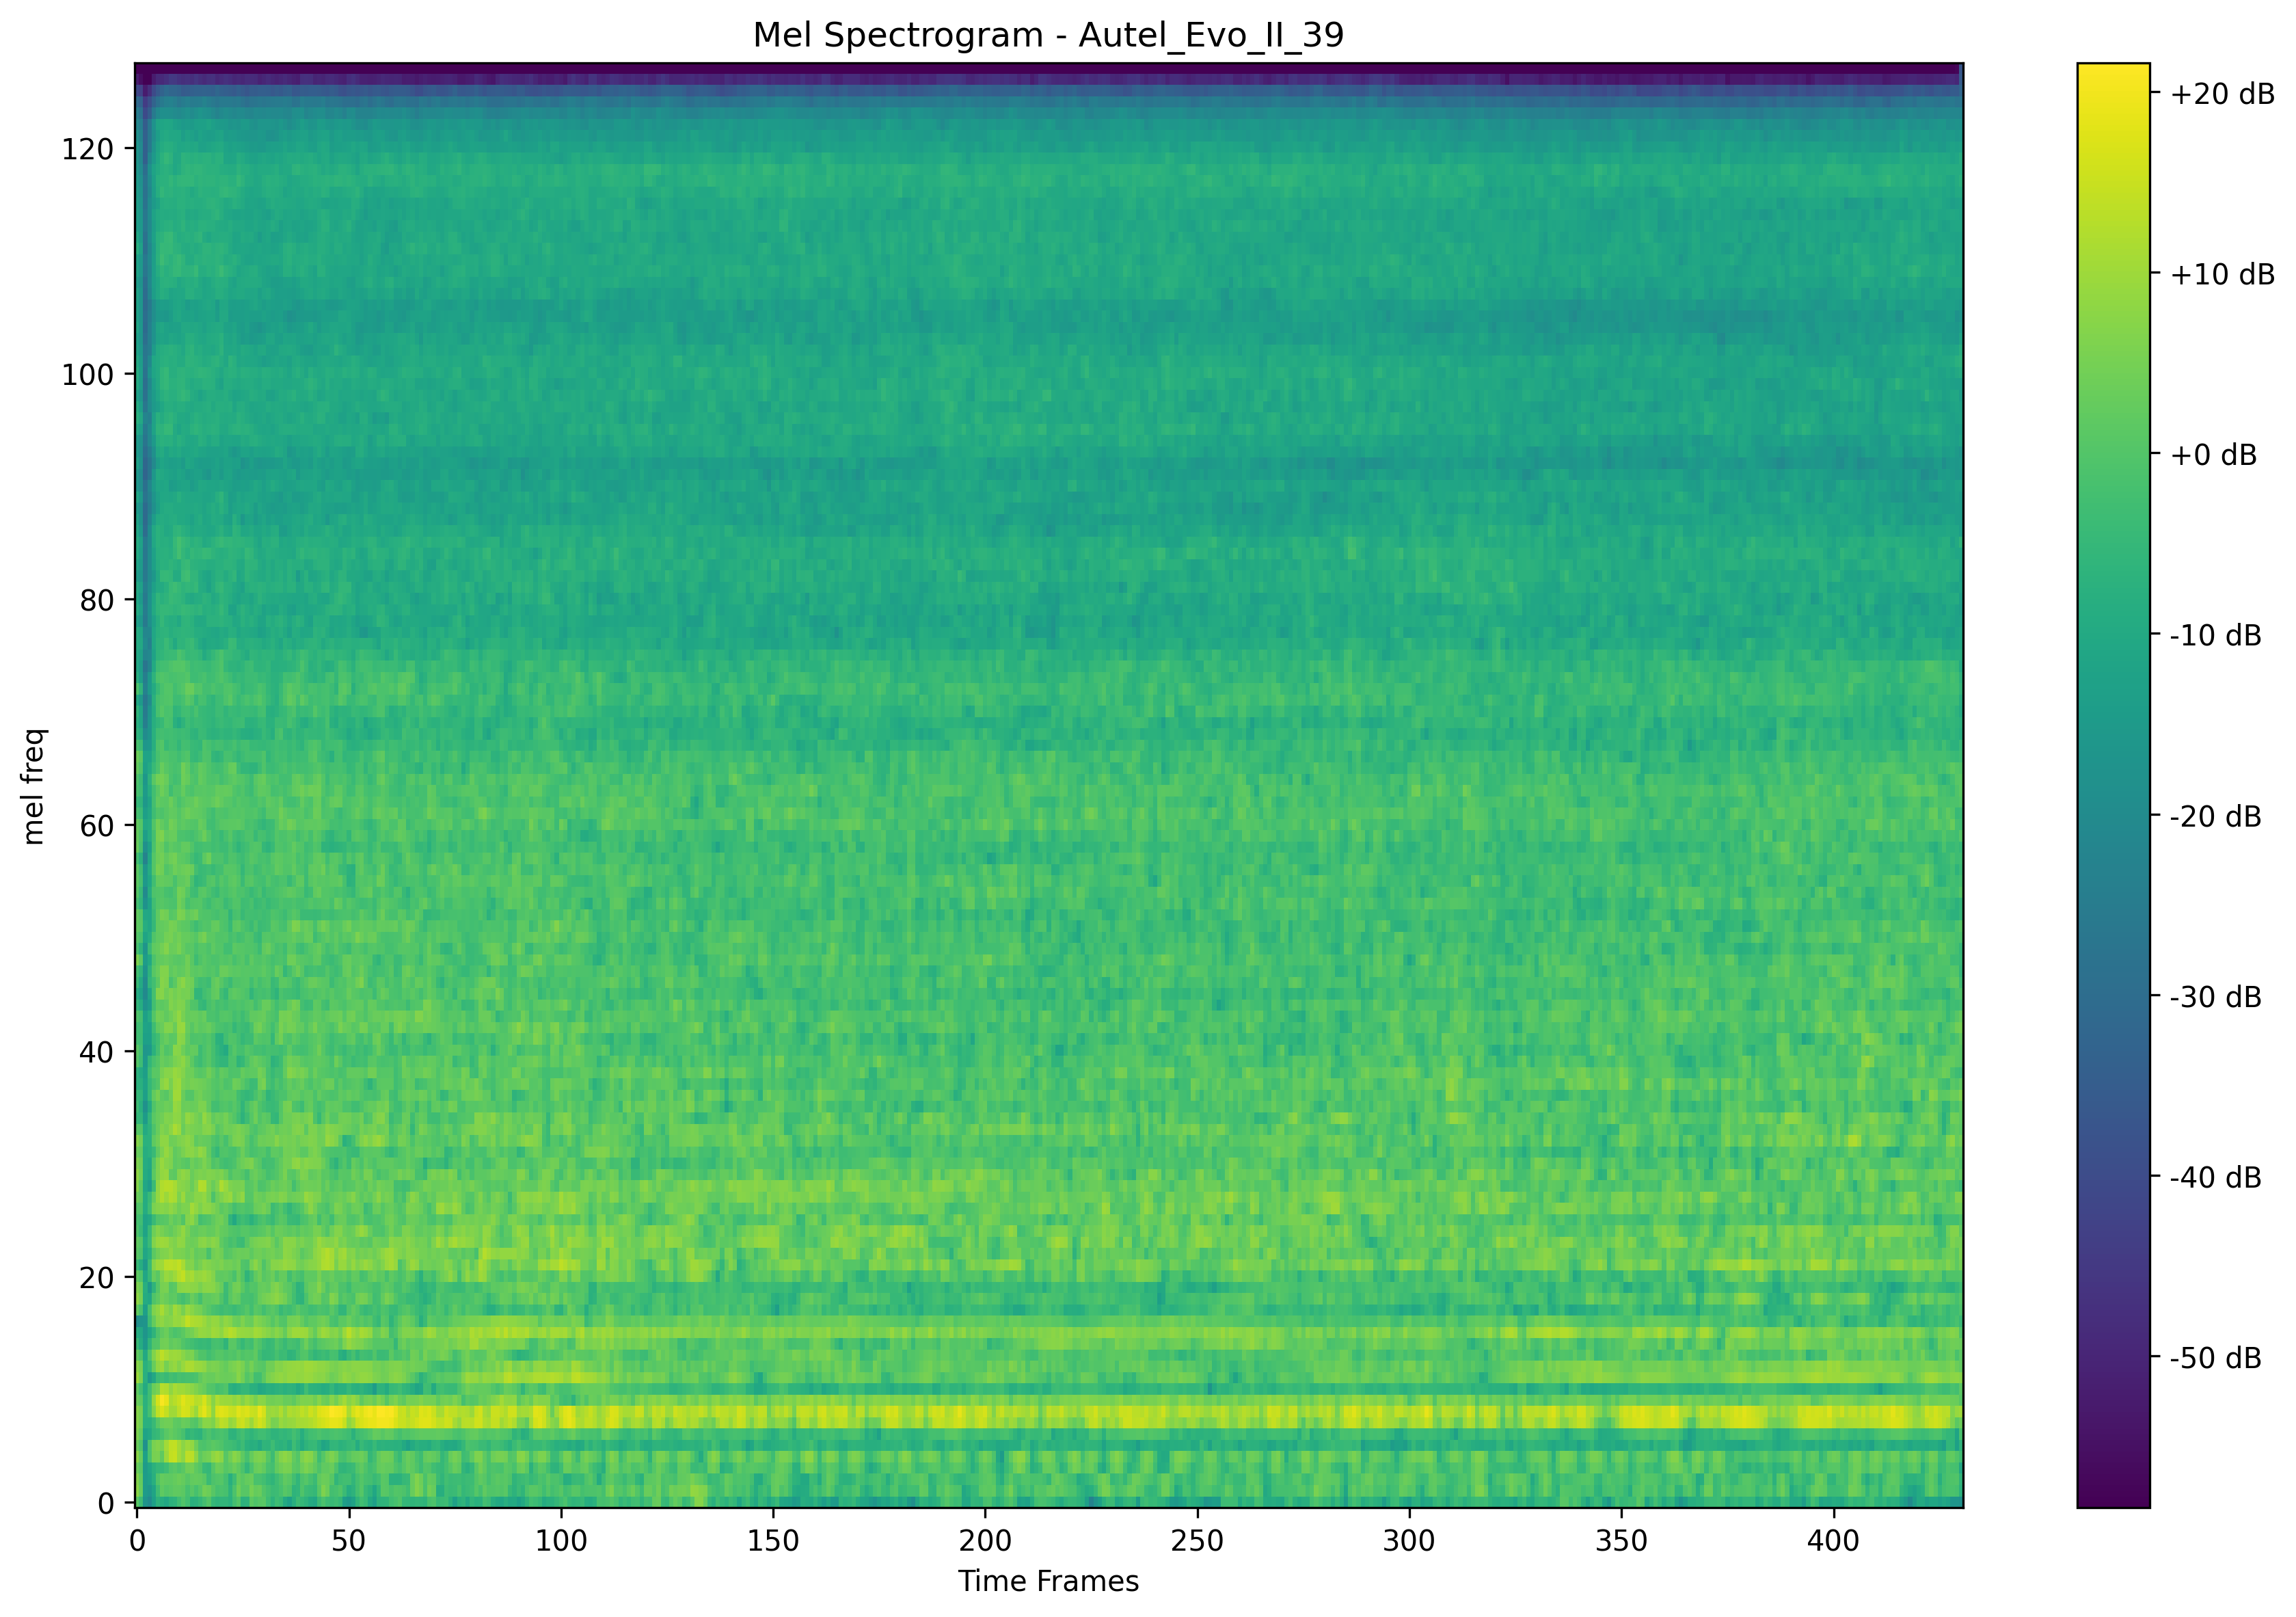 Mel Spectrogram - Autel_Evo_II_39
mel freq
120
100
80
60
40
20
0
0 50 100 150 200 250 300 350 400
Time Frames
+20 dB
+10 dB
+0 dB
-10 dB
-20 dB
-30 dB
-40 dB
-50 dB